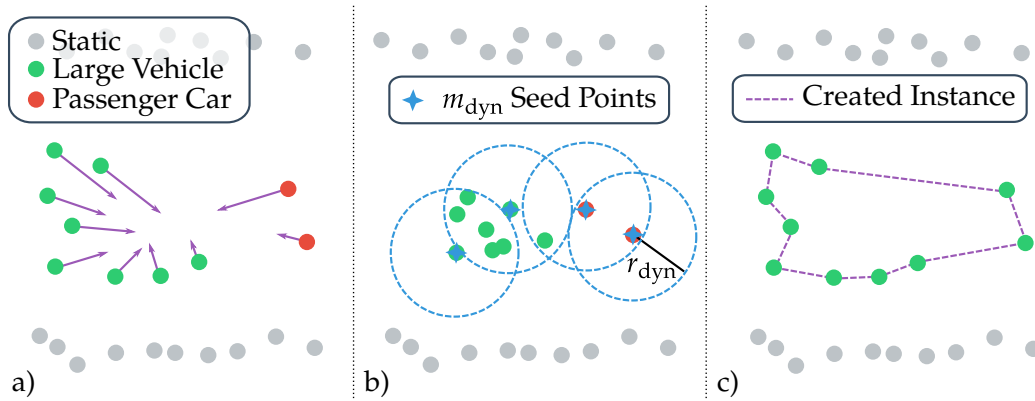 Static
Large Vehicle
Passenger Car
a)
m_dyn Seed Points
r_dyn
b)
Created Instance
c)